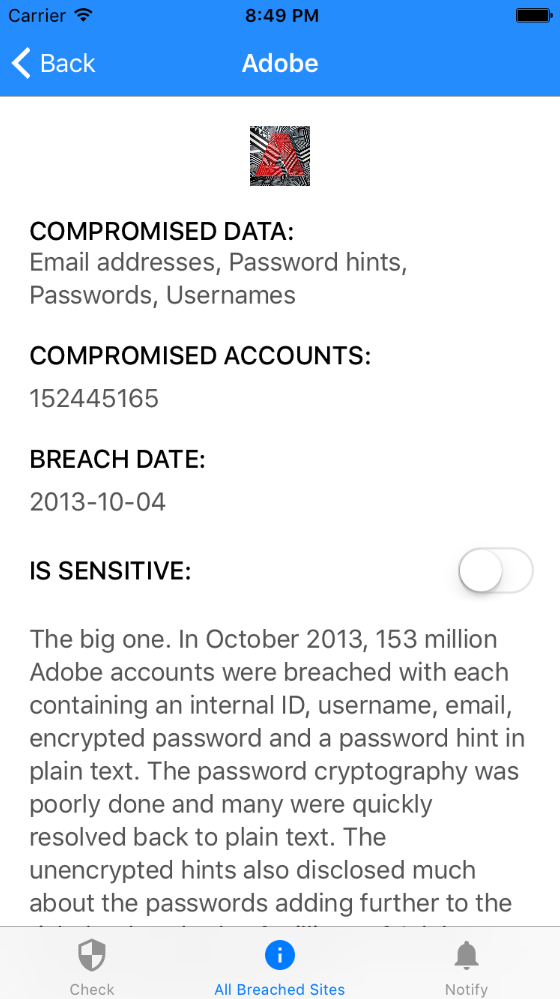 Carrier 8:49 PM
Back Adobe
COMPROMISED DATA:
Email addresses, Password hints,
Passwords, Usernames
COMPROMISED ACCOUNTS:
152445165
BREACH DATE:
2013-10-04
IS SENSITIVE:
The big one. In October 2013, 153 million
Adobe accounts were breached with each
containing an internal ID, username, email,
encrypted password and a password hint in
plain text. The password cryptography was
poorly done and many were quickly
resolved back to plain text. The
unencrypted hints also disclosed much
about the passwords adding further to the
Check All Breached Sites Notify